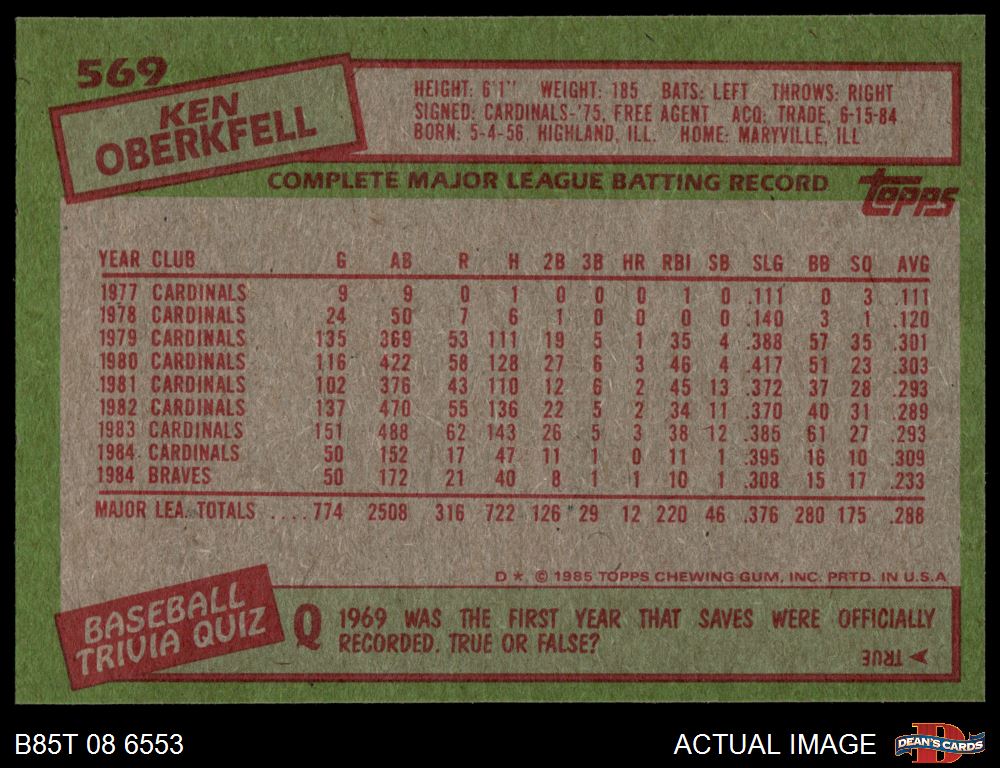 569
KEN
OBERKFELL
HEIGHT: 6'1" WEIGHT: 185 BATS: LEFT THROWS: RIGHT
SIGNED: CARDINALS-'75, FREE AGENT ACQ: TRADE, 6-15-84
BORN: 5-4-56, HIGHLAND, ILL. HOME: MARYVILLE, ILL
COMPLETE MAJOR LEAGUE BATTING RECORD
Topps
YEAR CLUB G AB R H 2B 3B HR RBI SB SLG BB SO AVG
1977 CARDINALS 9 9 0 1 0 0 0 1 0 .111 0 3 .111
1978 CARDINALS 24 50 7 6 1 0 0 0 0 .140 3 1 .120
1979 CARDINALS 135 369 53 111 19 5 1 35 4 .388 57 35 .301
1980 CARDINALS 116 422 58 128 27 6 3 46 4 .417 51 23 .303
1981 CARDINALS 102 376 43 110 12 6 2 45 13 .372 37 28 .293
1982 CARDINALS 137 470 55 136 22 5 2 34 11 .370 40 31 .289
1983 CARDINALS 151 488 62 143 26 5 3 38 12 .385 61 27 .293
1984 CARDINALS 50 152 17 47 11 1 0 11 1 .395 16 10 .309
1984 BRAVES 50 172 21 40 8 1 1 10 1 .308 15 17 .233
MAJOR LEA. TOTALS ....774 2508 316 722 126 29 12 220 46 .376 280 175 .288
D* © 1985 TOPPS CHEWING GUM, INC. PRTD. IN U.S.A
BASEBALL
TRIVIA QUIZ
Q 1969 WAS THE FIRST YEAR THAT SAVES WERE OFFICIALLY
RECORDED. TRUE OR FALSE?
TRUE
B85T 08 6553
ACTUAL IMAGE
D
DEAN'S CARDS